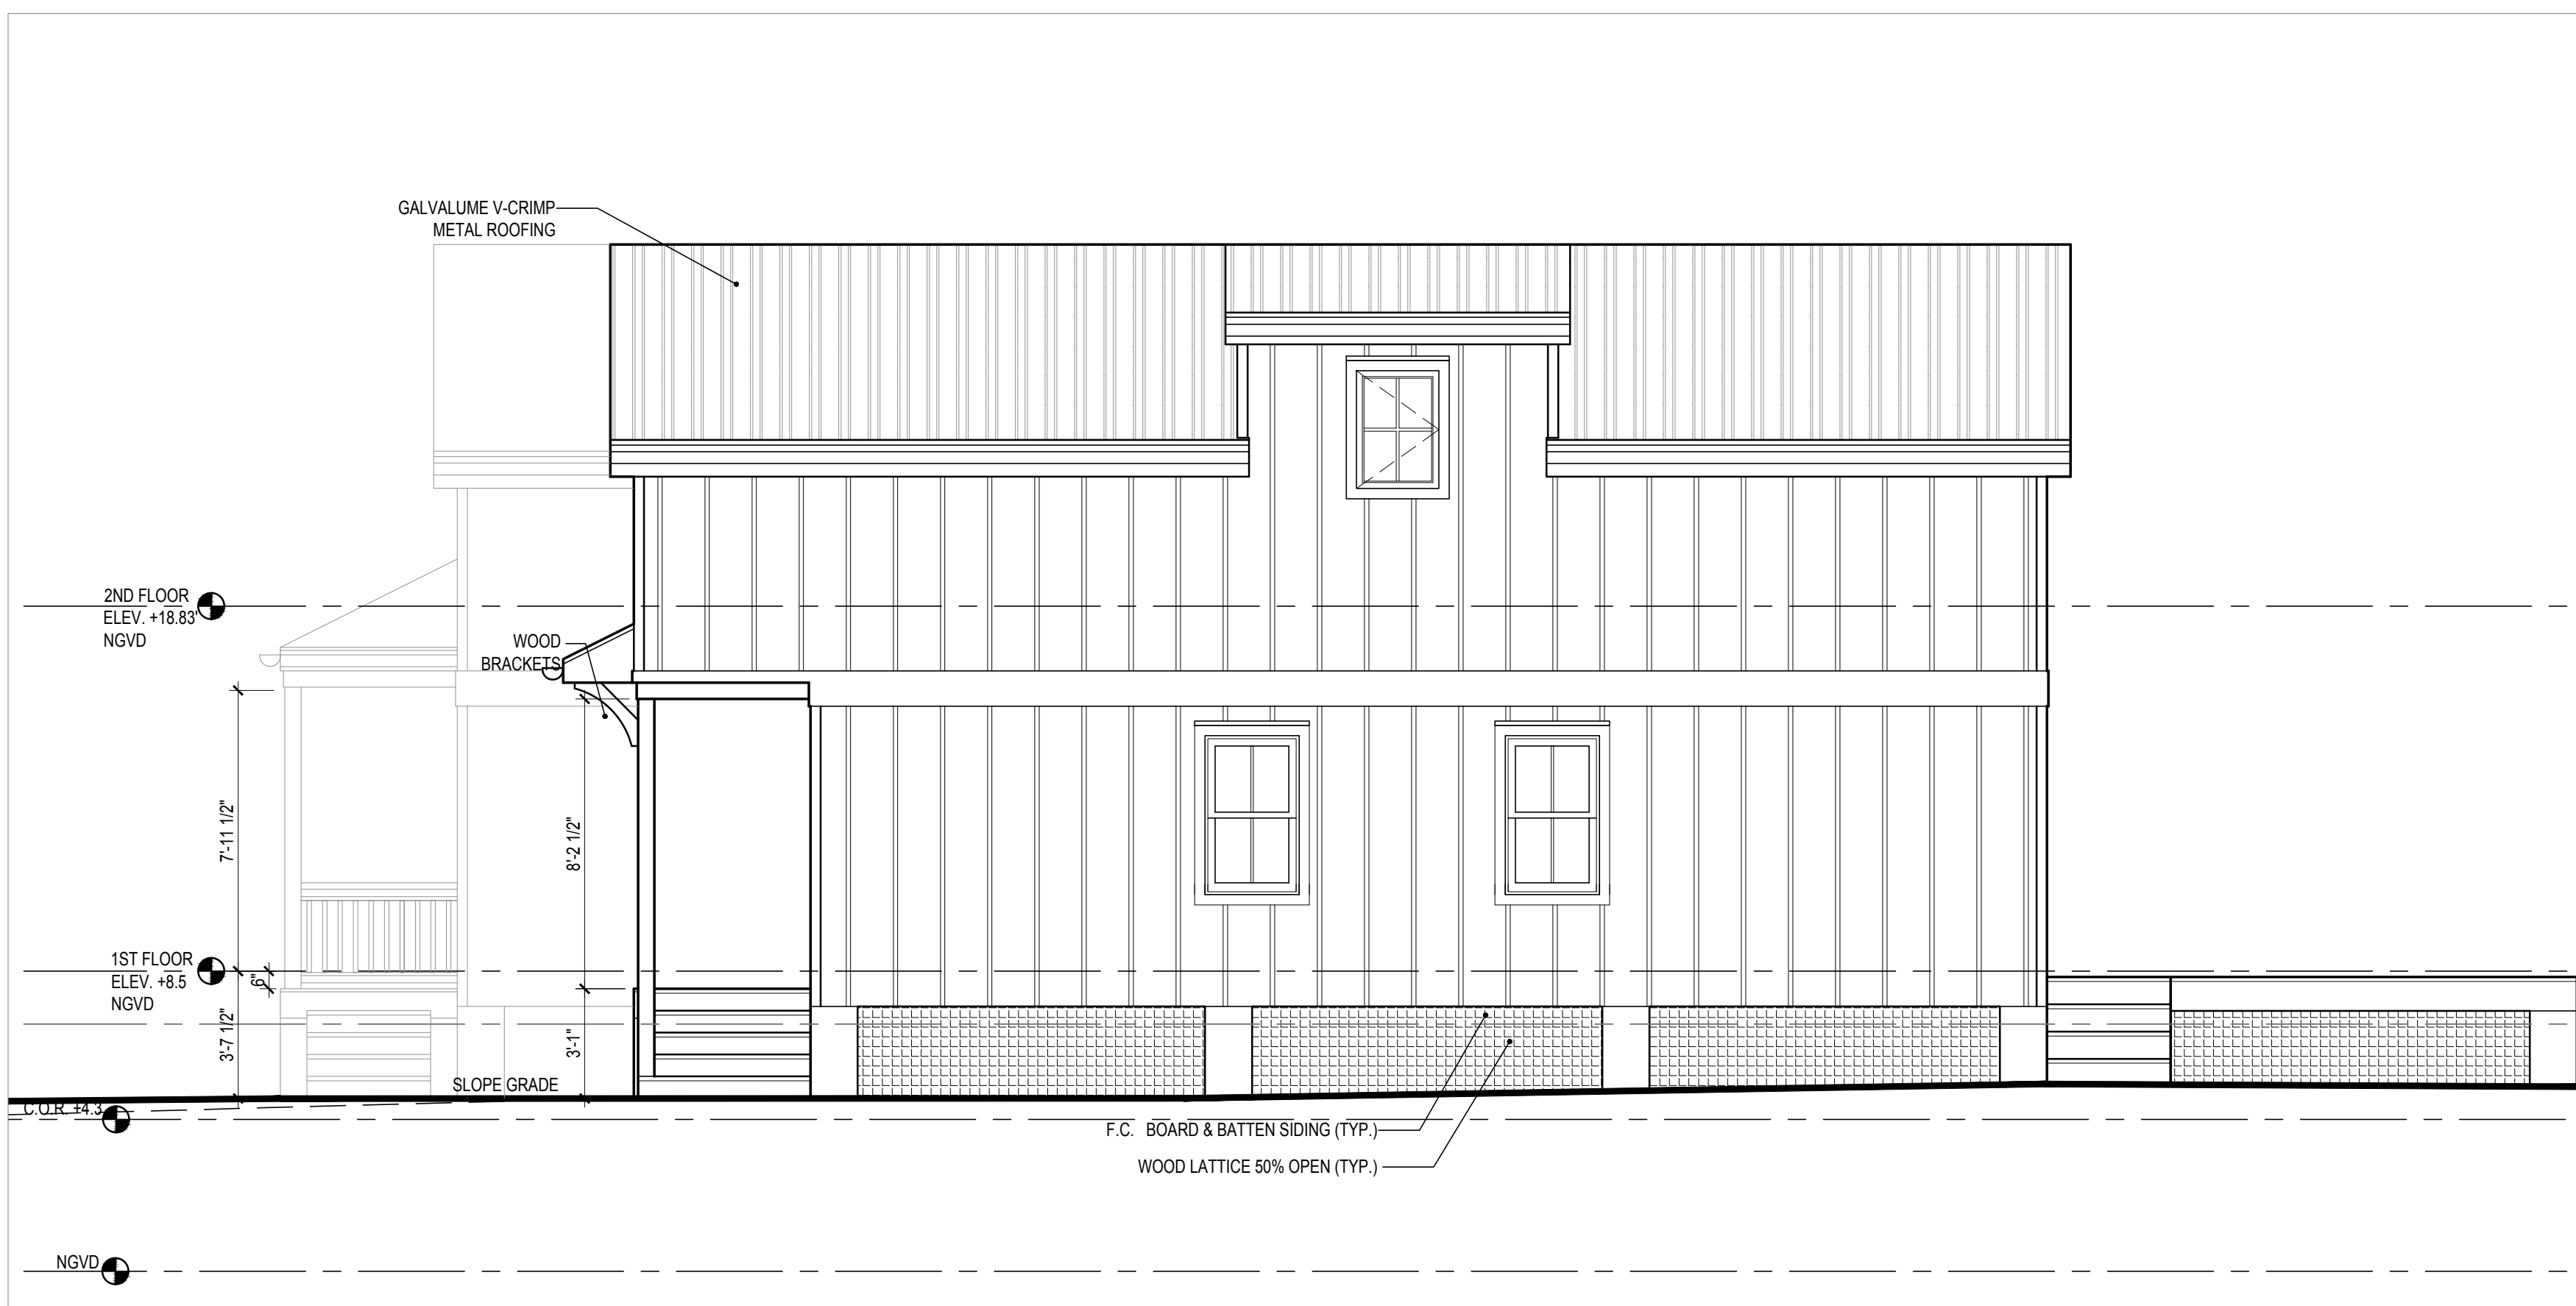 GALVALUME V-CRIMP
METAL ROOFING
2ND FLOOR
ELEV. +18.83'
NGVD
WOOD
BRACKETS
7'-11 1/2"
8'-2 1/2"
1ST FLOOR
ELEV. +8.5
NGVD
6"
3'-7 1/2"
3'-1"
SLOPE GRADE
C.O.R. +4.3
F.C. BOARD & BATTEN SIDING (TYP.)
WOOD LATTICE 50% OPEN (TYP.)
NGVD